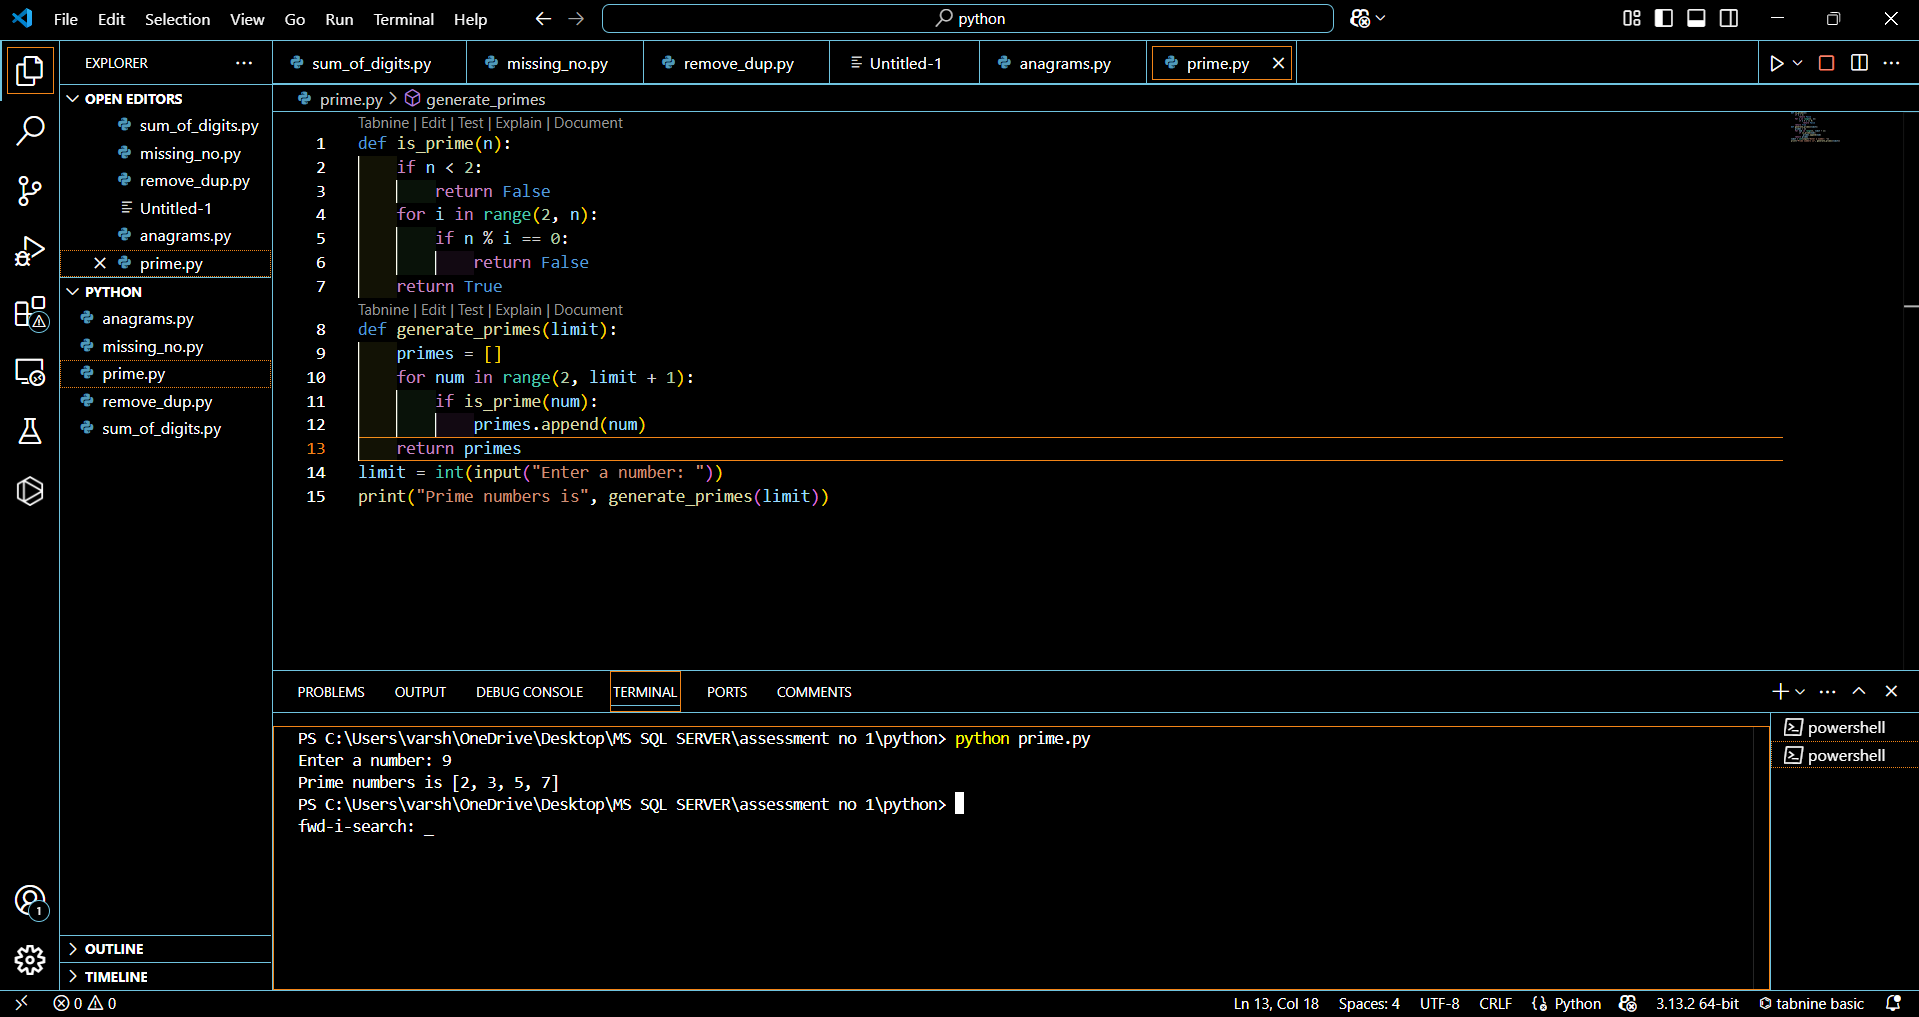 File Edit Selection View Go Run Terminal Help python
EXPLORER
OPEN EDITORS
sum_of_digits.py
missing_no.py
remove_dup.py
Untitled-1
anagrams.py
prime.py
PYTHON
anagrams.py
missing_no.py
prime.py
remove_dup.py
sum_of_digits.py
OUTLINE
TIMELINE
sum_of_digits.py missing_no.py remove_dup.py Untitled-1 anagrams.py prime.py
prime.py > generate_primes
Tabnine | Edit | Test | Explain | Document
1 def is_prime(n):
2 if n < 2:
3 return False
4 for i in range(2, n):
5 if n % i == 0:
6 return False
7 return True
Tabnine | Edit | Test | Explain | Document
8 def generate_primes(limit):
9 primes = []
10 for num in range(2, limit + 1):
11 if is_prime(num):
12 primes.append(num)
13 return primes
14 limit = int(input("Enter a number: "))
15 print("Prime numbers is", generate_primes(limit))
PROBLEMS OUTPUT DEBUG CONSOLE TERMINAL PORTS COMMENTS
PS C:\Users\varsh\OneDrive\Desktop\MS SQL SERVER\assessment no 1\python> python prime.py
Enter a number: 9
Prime numbers is [2, 3, 5, 7]
PS C:\Users\varsh\OneDrive\Desktop\MS SQL SERVER\assessment no 1\python>
fwd-i-search: _
powershell
powershell
1
0 0 Ln 13, Col 18 Spaces: 4 UTF-8 CRLF Python 3.13.2 64-bit tabnine basic